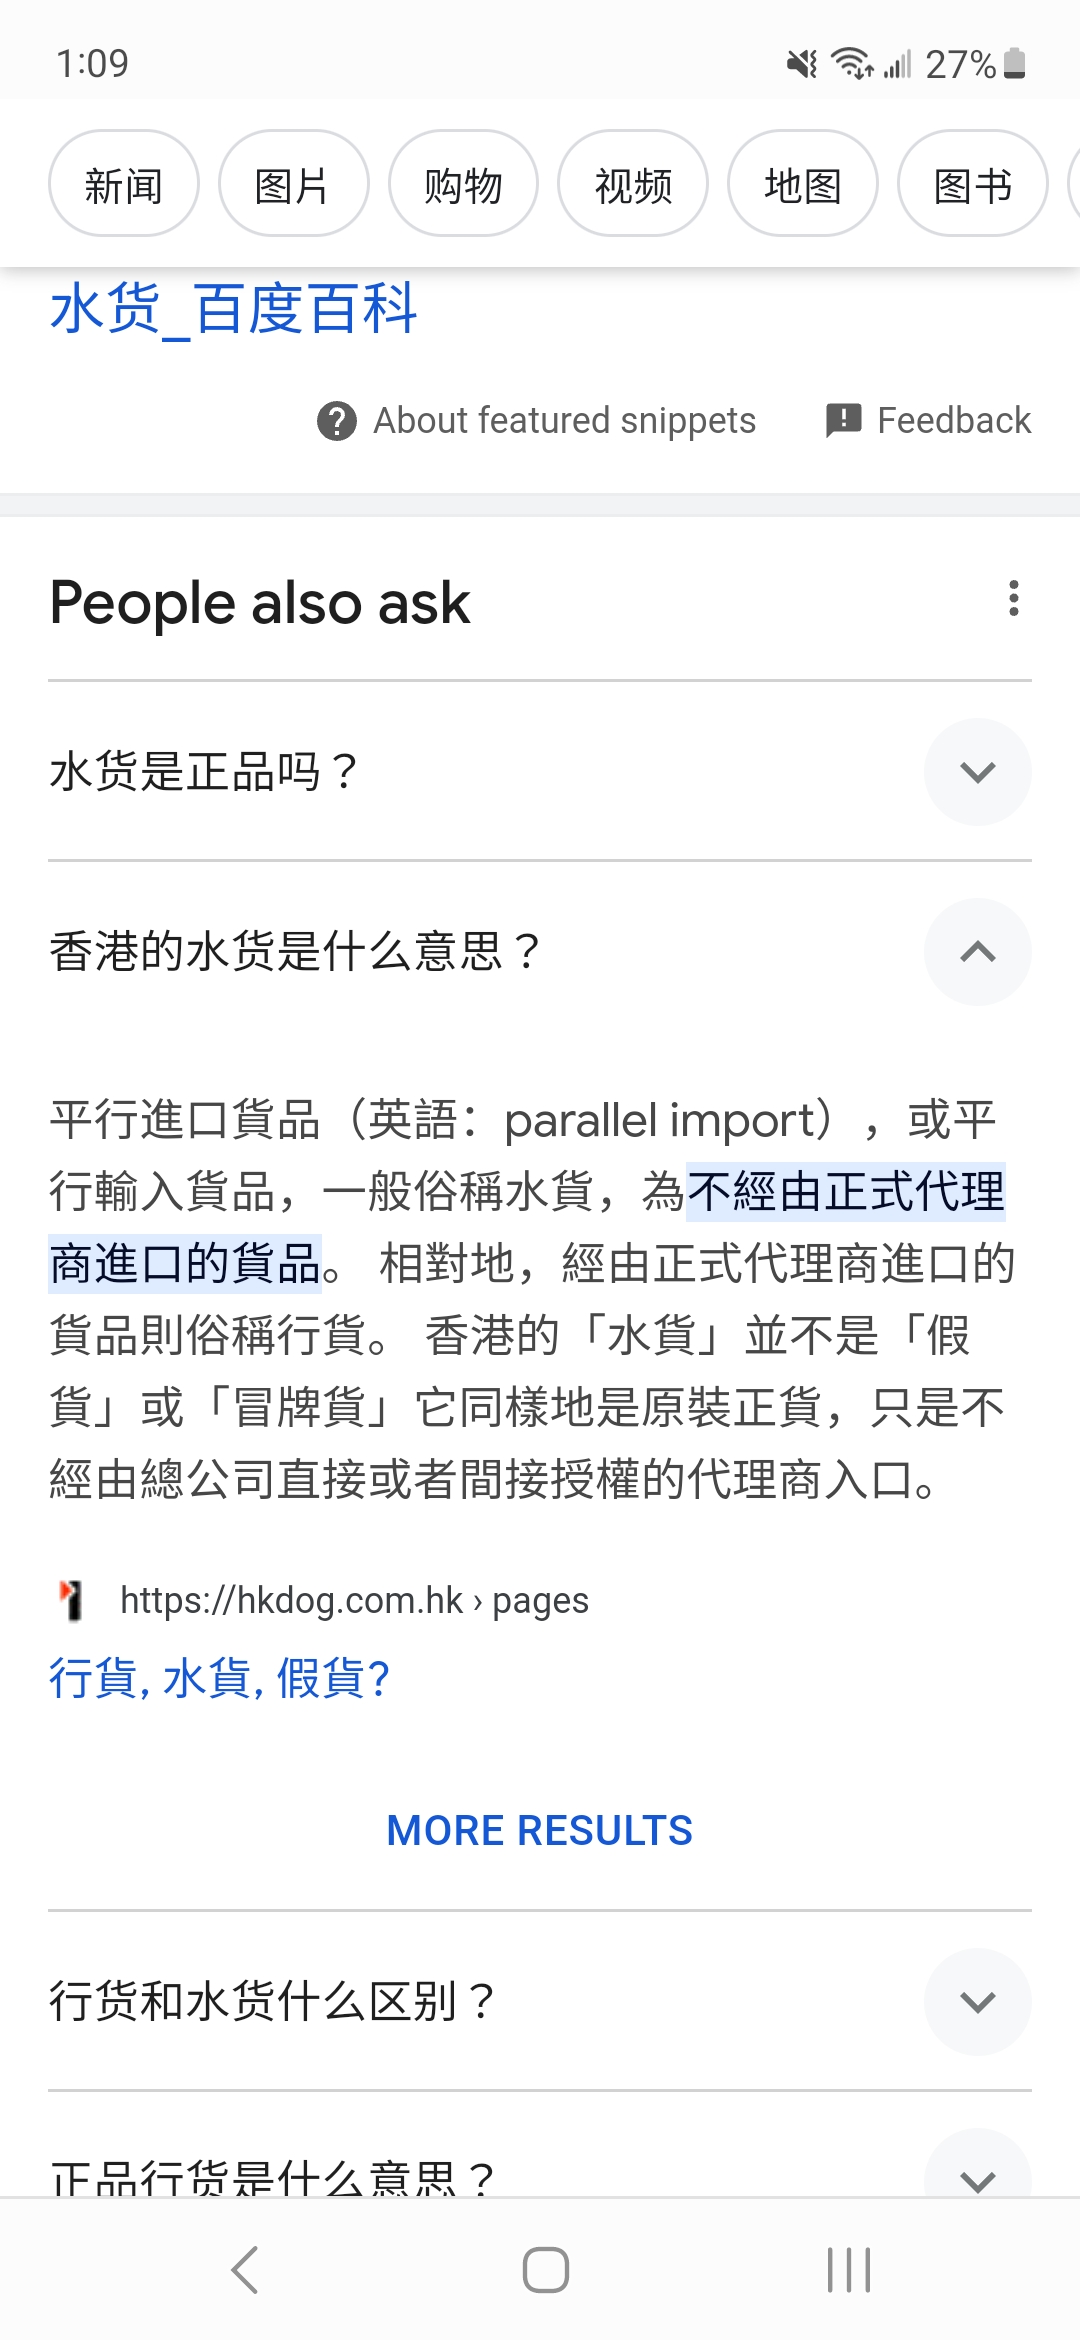 1:09
27%
新闻 图片 购物 视频 地图 图书
水货_百度百科
About featured snippets Feedback
People also ask
水货是正品吗？
香港的水货是什么意思？
平行進口貨品（英語：parallel import），或平
行輸入貨品，一般俗稱水貨，為不經由正式代理
商進口的貨品。 相對地，經由正式代理商進口的
貨品則俗稱行貨。 香港的「水貨」並不是「假
貨」或「冒牌貨」它同樣地是原裝正貨，只是不
經由總公司直接或者間接授權的代理商入口。
https://hkdog.com.hk › pages
行貨, 水貨, 假貨?
MORE RESULTS
行货和水货什么区别？
正品行货是什么意思？